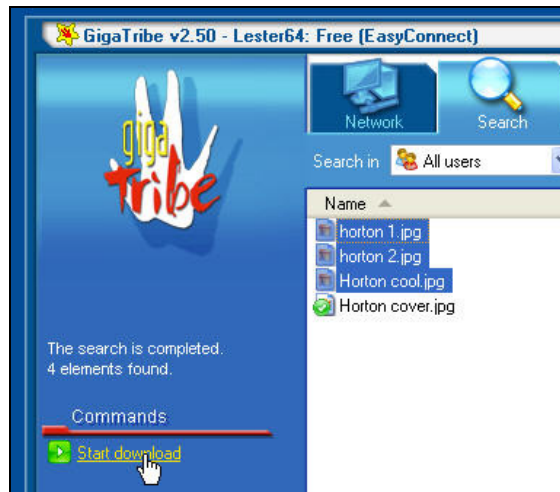 GigaTribe v2.50 - Lester64: Free (EasyConnect)
giga
Tribe
Network
Search
Search in
All users
Name
horton 1.jpg
horton 2.jpg
Horton cool.jpg
Horton cover.jpg
The search is completed.
4 elements found.
Commands
Start download